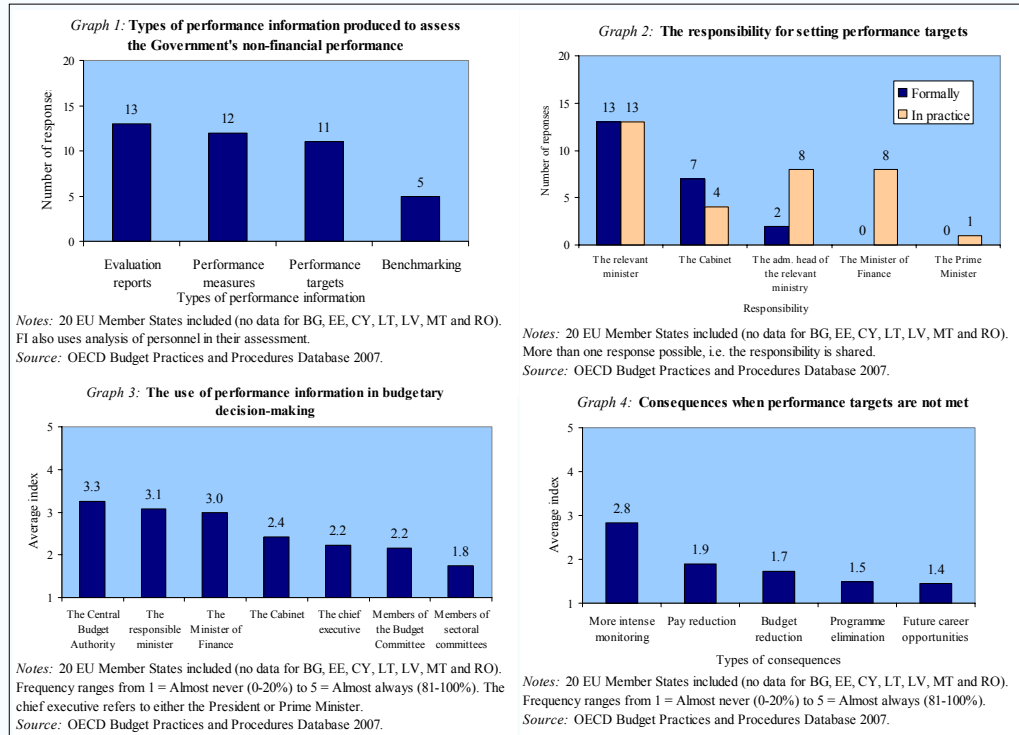 Graph 1: Types of performance information produced to assess
the Government's non-financial performance
Number of responses
20
15
10
5
0
13
12
11
5
Evaluation
reports
Performance
measures
Performance
targets
Benchmarking
Types of performance information
Notes: 20 EU Member States included (no data for BG, EE, CY, LT, LV, MT and RO).
FI also uses analysis of personnel in their assessment.
Source: OECD Budget Practices and Procedures Database 2007.
Graph 2: The responsibility for setting performance targets
Number of reponses
20
15
10
5
0
Formally
In practice
13
13
7
4
2
8
0
8
0
1
The relevant
minister
The Cabinet
The adm. head of
the relevant
ministry
The Minister of
Finance
The Prime
Minister
Responsibility
Notes: 20 EU Member States included (no data for BG, EE, CY, LT, LV, MT and RO).
More than one response possible, i.e. the responsibility is shared.
Source: OECD Budget Practices and Procedures Database 2007.
Graph 3: The use of performance information in budgetary
decision-making
Average index
5
4
3
2
1
3.3
3.1
3.0
2.4
2.2
2.2
1.8
The Central
Budget
Authority
The
responsible
minister
The
Minister of
Finance
The Cabinet
The chief
executive
Members of
the Budget
Committee
Members of
sectoral
committees
Notes: 20 EU Member States included (no data for BG, EE, CY, LT, LV, MT and RO).
Frequency ranges from 1 = Almost never (0-20%) to 5 = Almost always (81-100%). The
chief executive refers to either the President or Prime Minister.
Source: OECD Budget Practices and Procedures Database 2007.
Graph 4: Consequences when performance targets are not met
Average index
5
4
3
2
1
2.8
1.9
1.7
1.5
1.4
More intense
monitoring
Pay reduction
Budget
reduction
Programme
elimination
Future career
opportunities
Types of consequences
Notes: 20 EU Member States included (no data for BG, EE, CY, LT, LV, MT and RO).
Frequency ranges from 1 = Almost never (0-20%) to 5 = Almost always (81-100%).
Source: OECD Budget Practices and Procedures Database 2007.